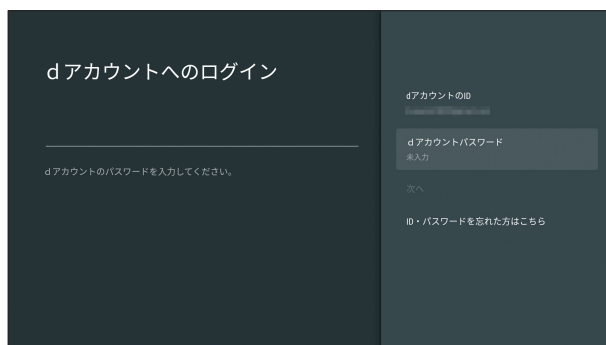 dアカウントへのログイン
dアカウントのパスワードを入力してください。
dアカウントのID
dアカウントパスワード
未入力
次へ
ID・パスワードを忘れた方はこちら